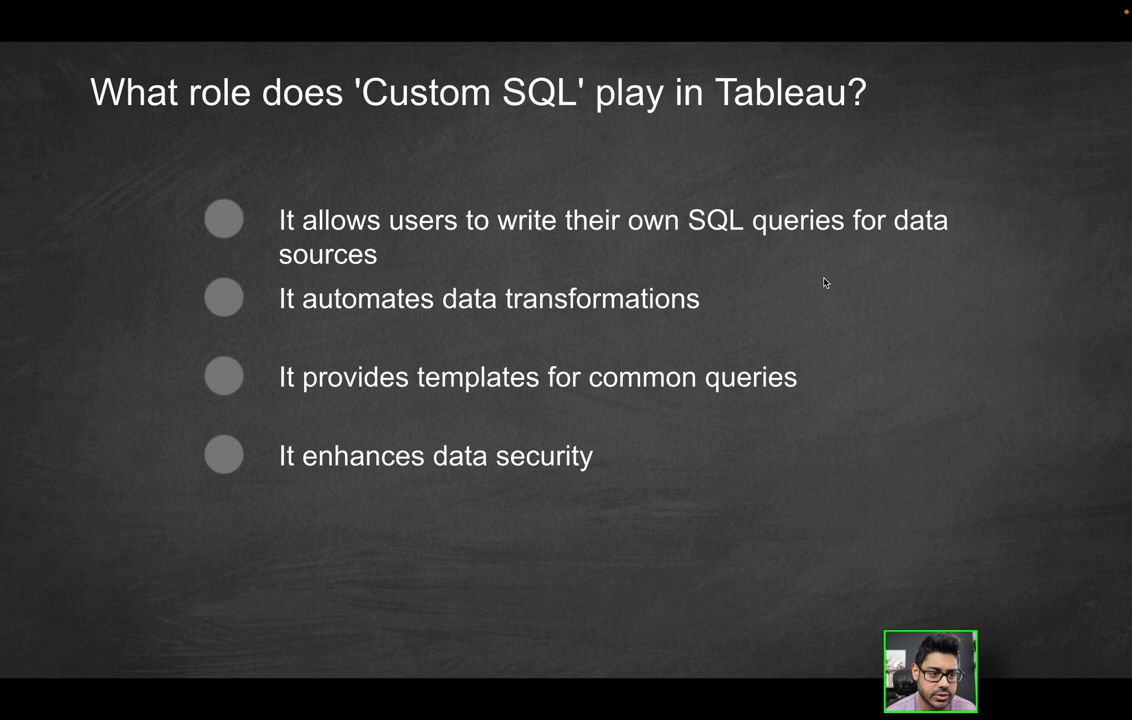 What role does 'Custom SQL' play in Tableau?
It allows users to write their own SQL queries for data
sources
It automates data transformations
It provides templates for common queries
It enhances data security